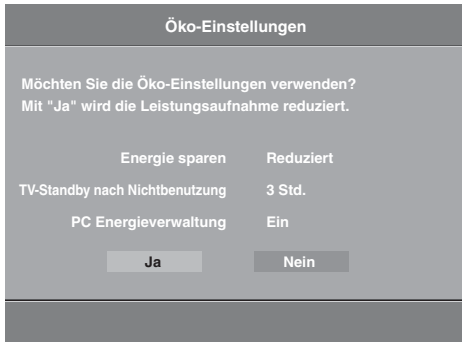 Öko-Einstellungen
Möchten Sie die Öko-Einstellungen verwenden?
Mit "Ja" wird die Leistungsaufnahme reduziert.
Energie sparen Reduziert
TV-Standby nach Nichtbenutzung 3 Std.
PC Energieverwaltung Ein
Ja Nein